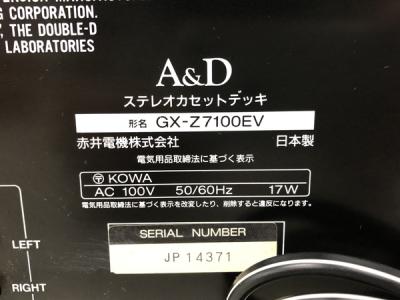 G CORPORATION.
THE DOUBLE-D
LABORATORIES
A&D
ステレオカセットデッキ
形名 GX-Z7100EV
赤井電機株式会社 日本製
電気用品取締法に基づく表示
〒 KOWA
AC 100V 50/60Hz 17W
電気用品取締法に基づく表示を改変したり、削除すると違反になります。
SERIAL NUMBER
JP 14371
LEFT
RIGHT